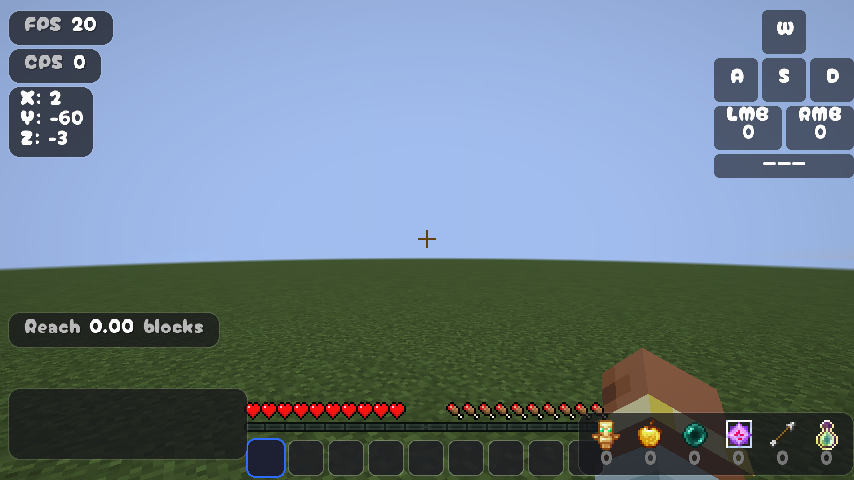 FPS 20
CPS 0
X: 2
Y: -60
Z: -3
W
A S D
LMB RMB
0 0
---
Reach 0.00 blocks
0 0 0 0 0 0